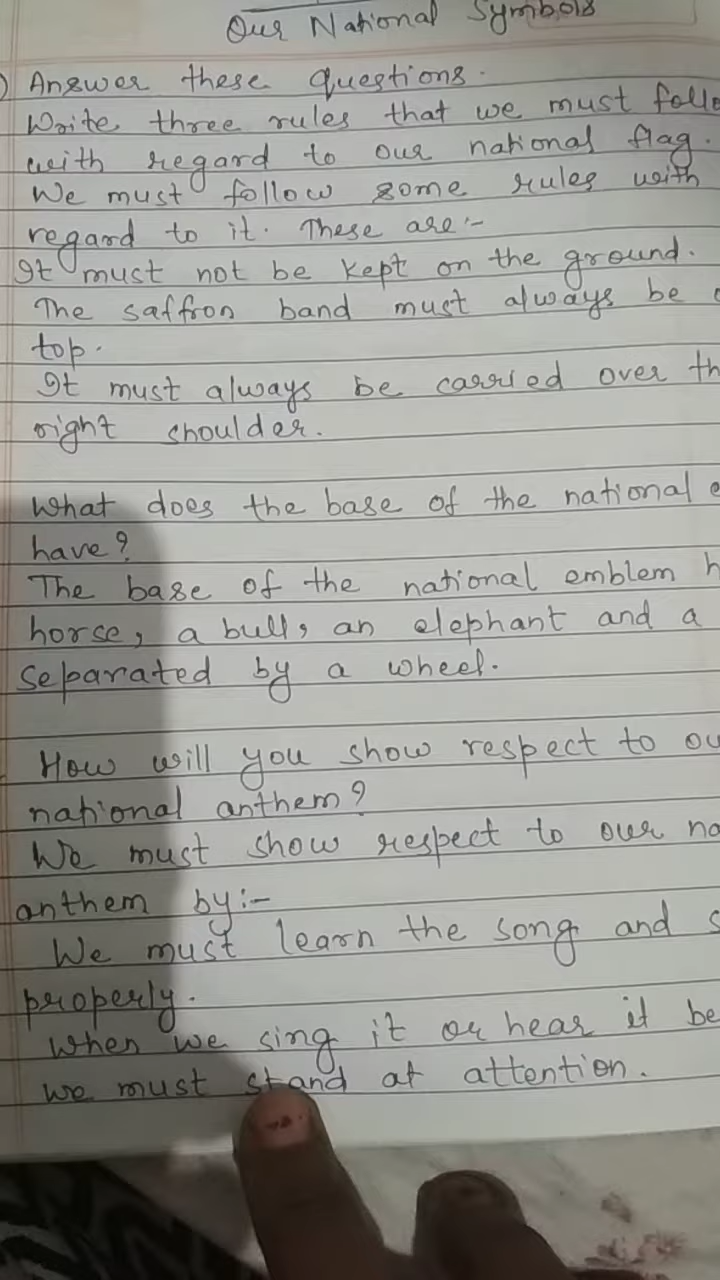 Our National Symbols
Answer these questions.
Write three rules that we must
with regard to our national flag.
We must follow some rules with
regard to it. These are:-
It must not be kept on the ground.
The saffron band must always be
top.
It must always be carried over
right shoulder.
What does the base of the national
have?
The base of the national emblem
horse, a bull, an elephant and a
separated by a wheel.
How will you show respect to
national anthem?
We must show respect to our
anthem by:-
We must learn the song and
properly.
When we sing it or hear it
we must stand at attention.